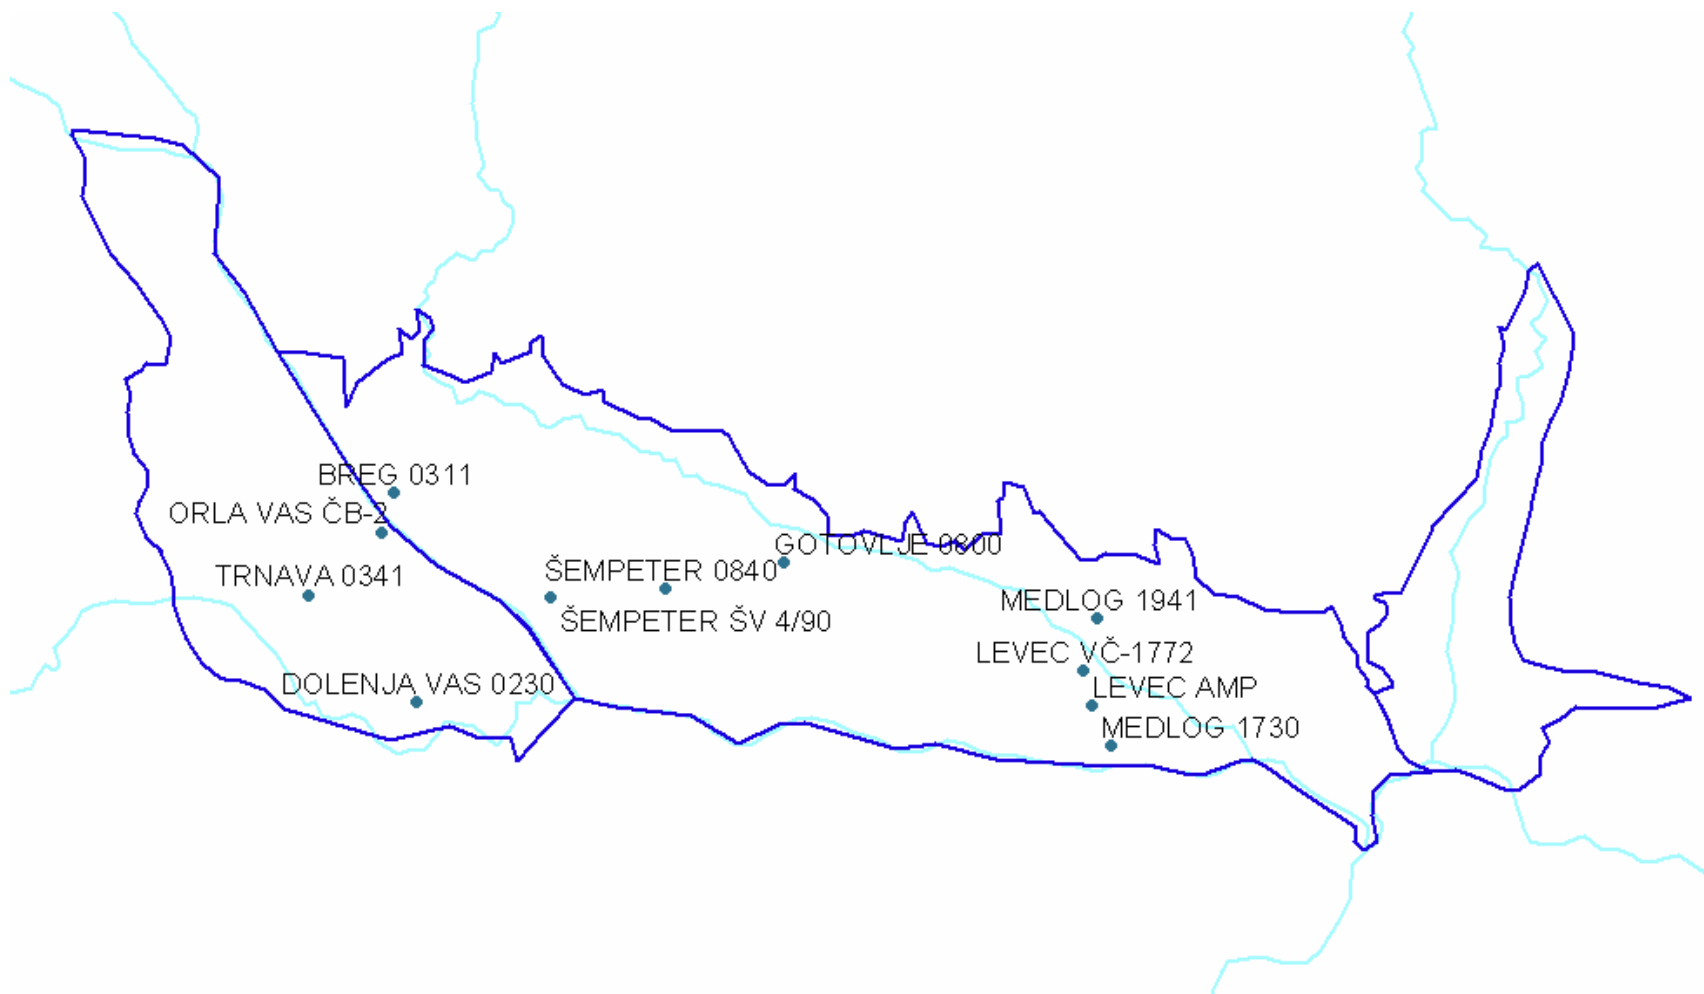 BREG 0311
ORLA VAS ČB-2
GOTOVLJE 0800
TRNAVA 0341
ŠEMPETER 0840
MEDLOG 1941
ŠEMPETER ŠV 4/90
LEVEC VČ-1772
DOLENJA VAS 0230
LEVEC AMP
MEDLOG 1730